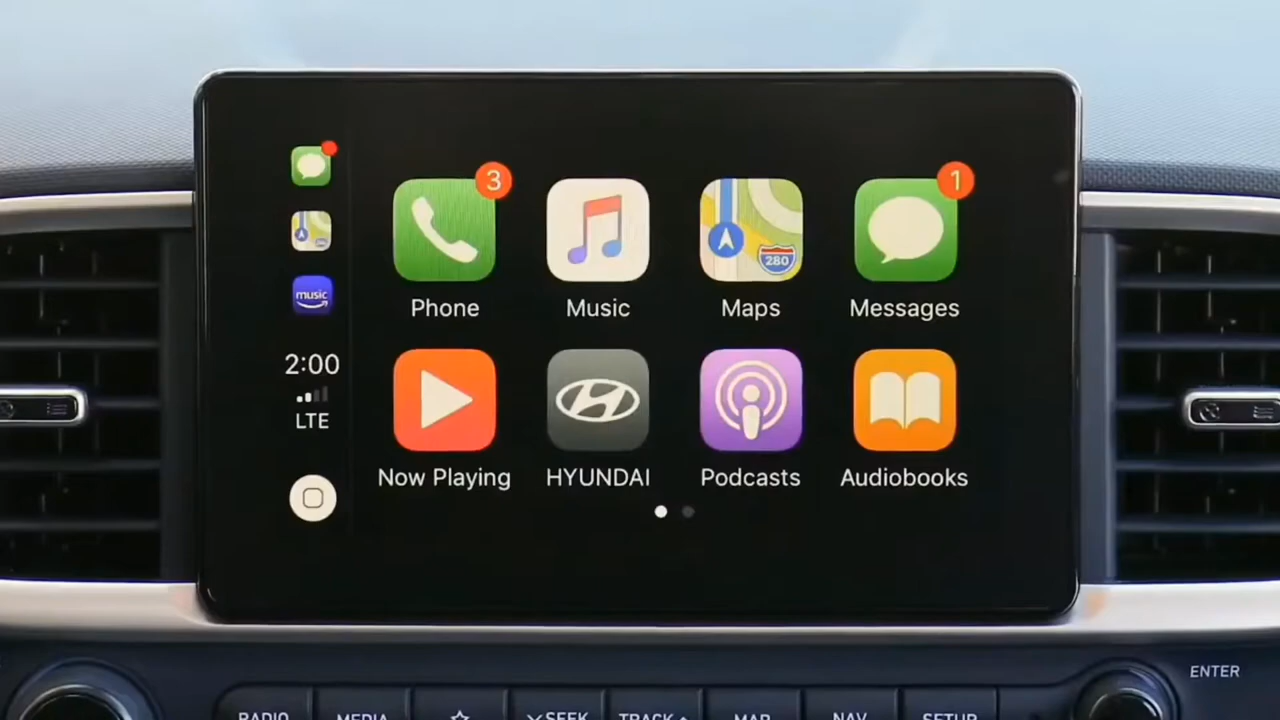 3
1
280
Phone
Music
Maps
Messages
music
2:00
LTE
Now Playing
HYUNDAI
Podcasts
Audiobooks
ENTER
RADIO
MEDIA
SEEK
TRACK
MAP
NAV
SETUP